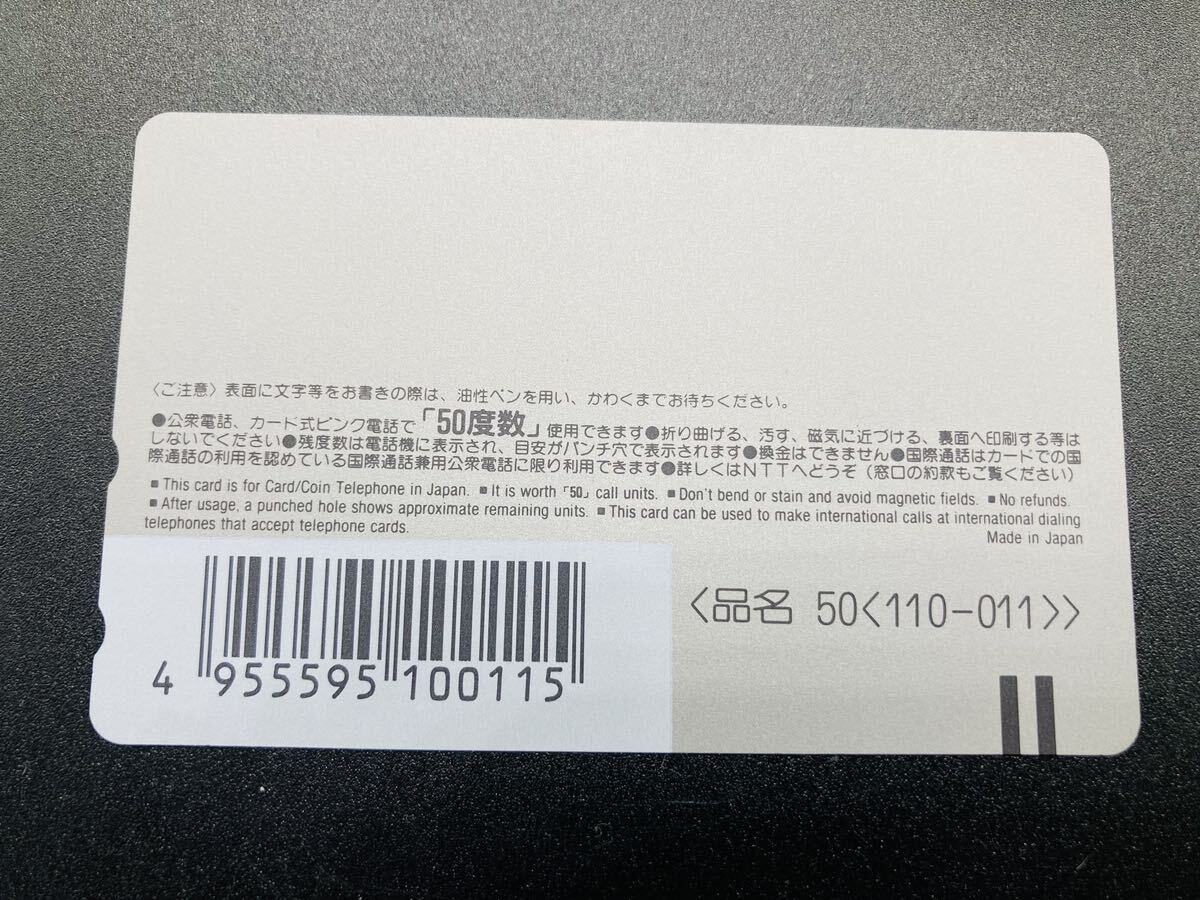 〈ご注意〉表面に文字等をお書きの際は、油性ペンを用い、かわくまでお待ちください。
●公衆電話、カード式ピンク電話で「50度数」使用できます●折り曲げる、汚す、磁気に近づける、裏面へ印刷する等は
しないでください●残度数は電話機に表示され、目安がパンチ穴で表示されます●換金はできません●国際通話はカードでの国
際通話の利用を認めている国際通話兼用公衆電話に限り利用できます●詳しくはNTTへどうぞ（窓口の約款もご覧ください）
■ This card is for Card/Coin Telephone in Japan. ■ It is worth「50」call units. ■ Don't bend or stain and avoid magnetic fields. ■ No refunds.
■ After usage, a punched hole shows approximate remaining units. ■ This card can be used to make international calls at international dialing
telephones that accept telephone cards.
Made in Japan
〈品名 50〈110-011〉〉
4 955595 100115